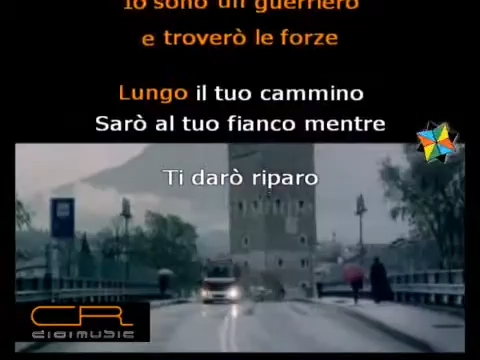 Io sono un guerriero
e troverò le forze
Lungo il tuo cammino
Sarò al tuo fianco mentre
Ti darò riparo
CR
DIGIMUSIC